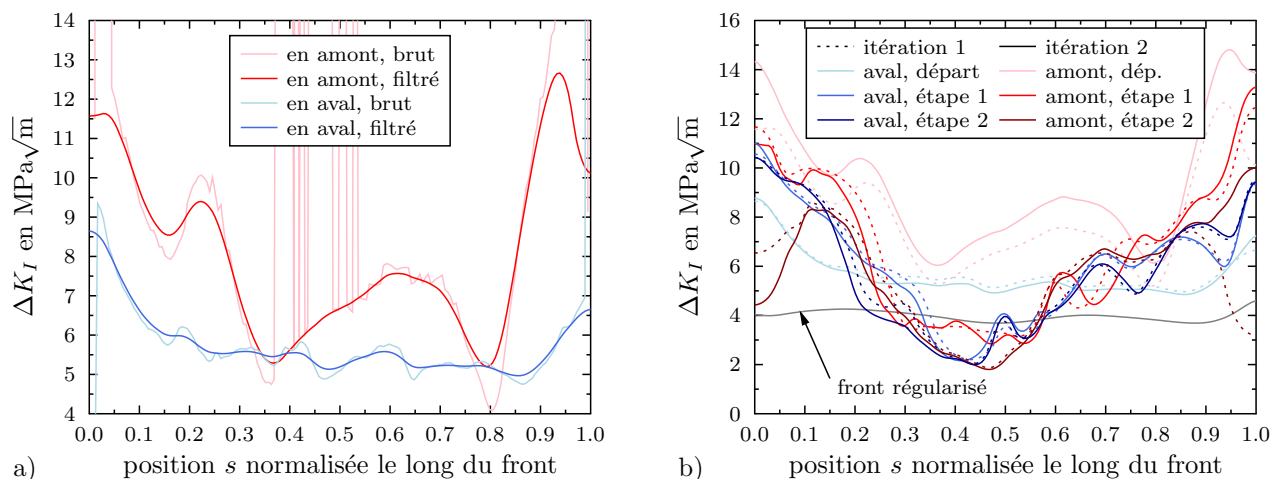 14
13
12
11
10
9
8
7
6
5
4
ΔK_I en MPa√m
en amont, brut
en amont, filtré
en aval, brut
en aval, filtré
0.0 0.1 0.2 0.3 0.4 0.5 0.6 0.7 0.8 0.9 1.0
a) position s normalisée le long du front
16
14
12
10
8
6
4
2
0
ΔK_I en MPa√m
itération 1 itération 2
aval, départ amont, dép.
aval, étape 1 amont, étape 1
aval, étape 2 amont, étape 2
front régularisé
0.0 0.1 0.2 0.3 0.4 0.5 0.6 0.7 0.8 0.9 1.0
b) position s normalisée le long du front